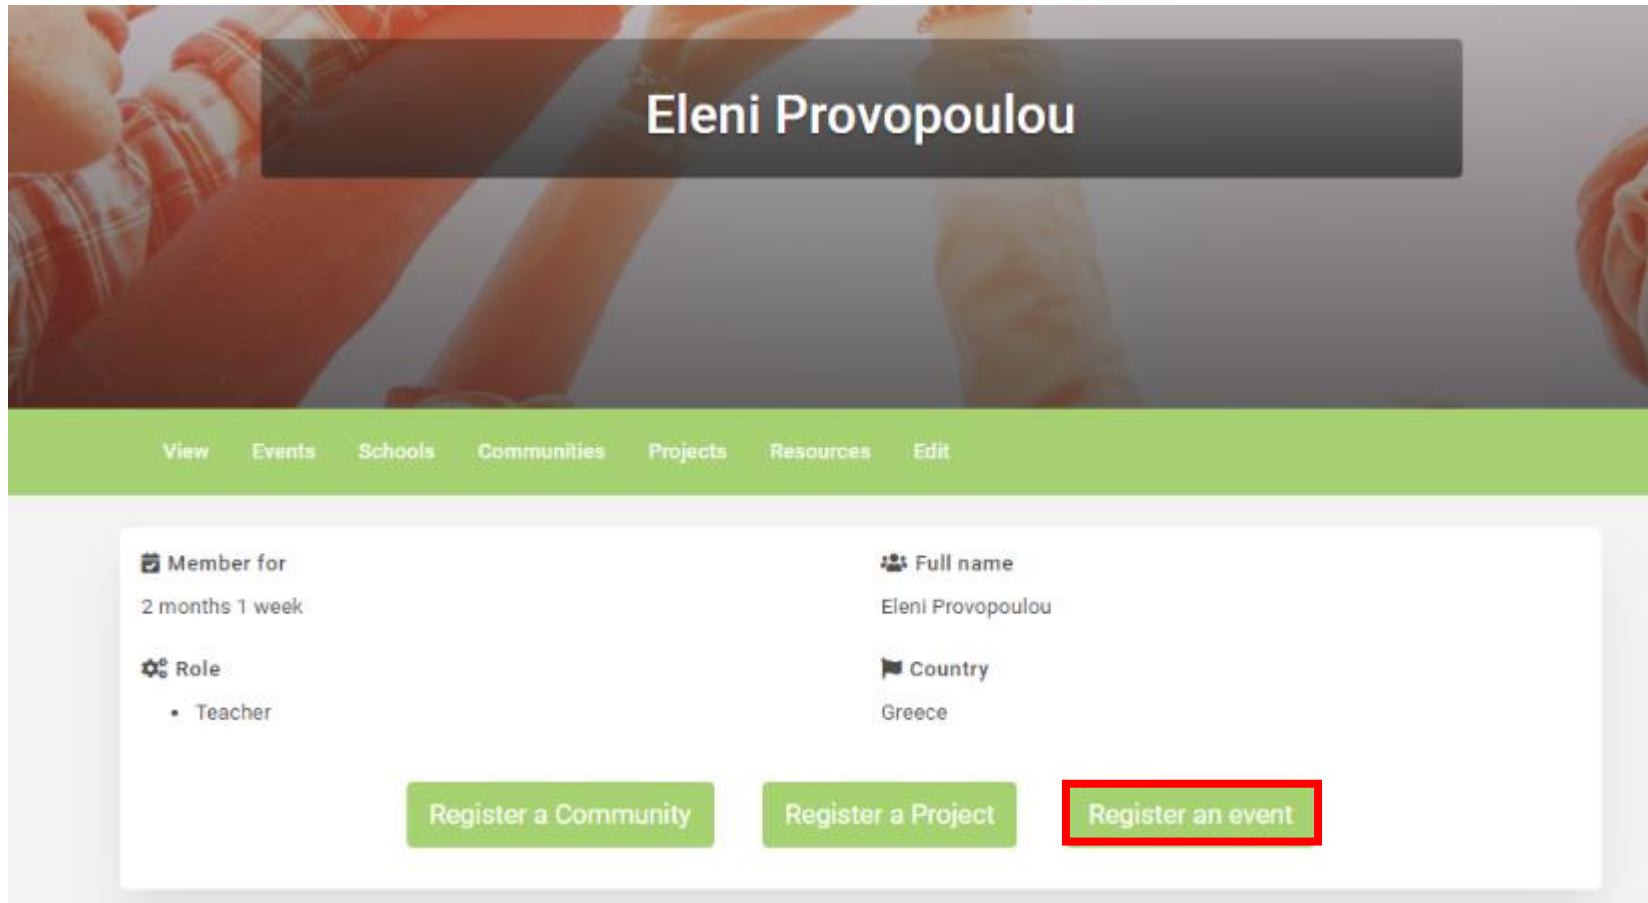 Eleni Provopoulou
View Events Schools Communities Projects Resources Edit
Member for
2 months 1 week
Full name
Eleni Provopoulou
Role
• Teacher
Country
Greece
Register a Community Register a Project Register an event